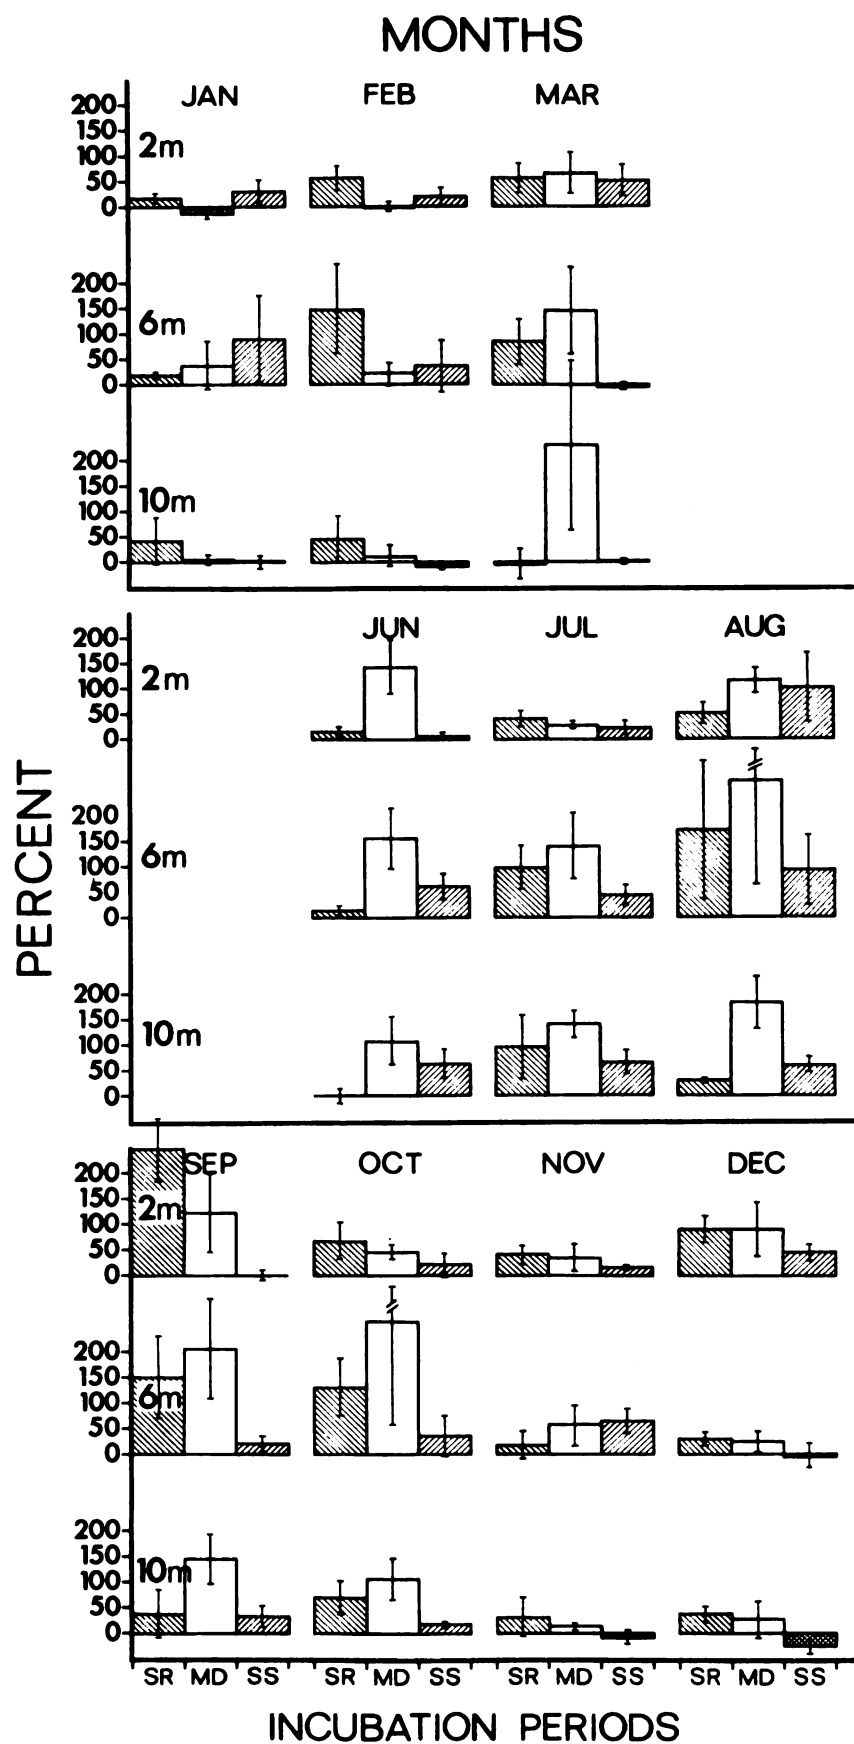 MONTHS
JAN FEB MAR
200
150
2m
100
50
0
200
150
6m
100
50
0
200
150
10m
100
50
0
JUN JUL AUG
200
150
2m
100
50
0
200
150
6m
100
50
0
200
150
10m
100
50
0
PERCENT
SEP OCT NOV DEC
200
150
2m
100
50
0
200
150
6m
100
50
0
200
150
10m
100
50
0
SR MD SS SR MD SS SR MD SS SR MD SS
INCUBATION PERIODS